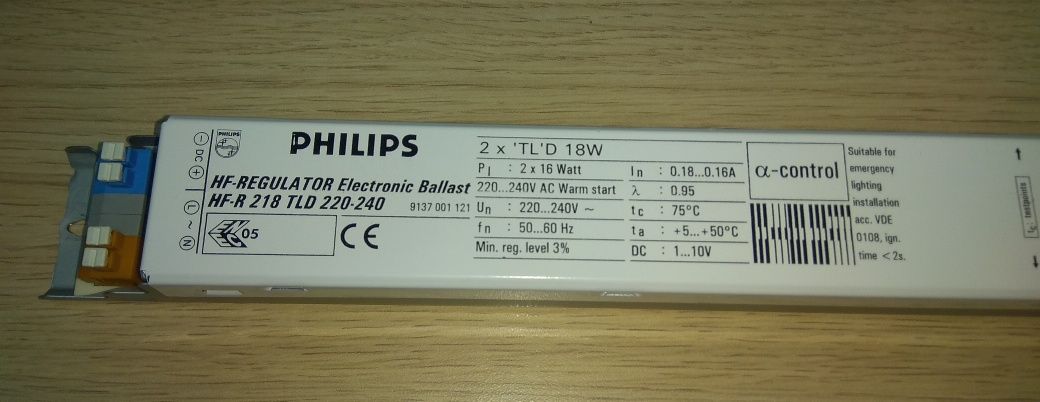 PHILIPS
PHILIPS
HF-REGULATOR Electronic Ballast
HF-R 218 TLD 220-240
9137 001 121
05
CE
2 x 'TL'D 18W
PI : 2 x 16 Watt
220...240V AC Warm start
Un : 220...240V ~
fn : 50...60 Hz
Min. reg. level 3%
In : 0.18...0.16A
λ : 0.95
tc : 75°C
ta : +5...+50°C
DC : 1...10V
α-control
Suitable for
emergency
lighting
installation
acc. VDE
0108, ign.
time < 2s.
− DC +
L ~ N
testpoints